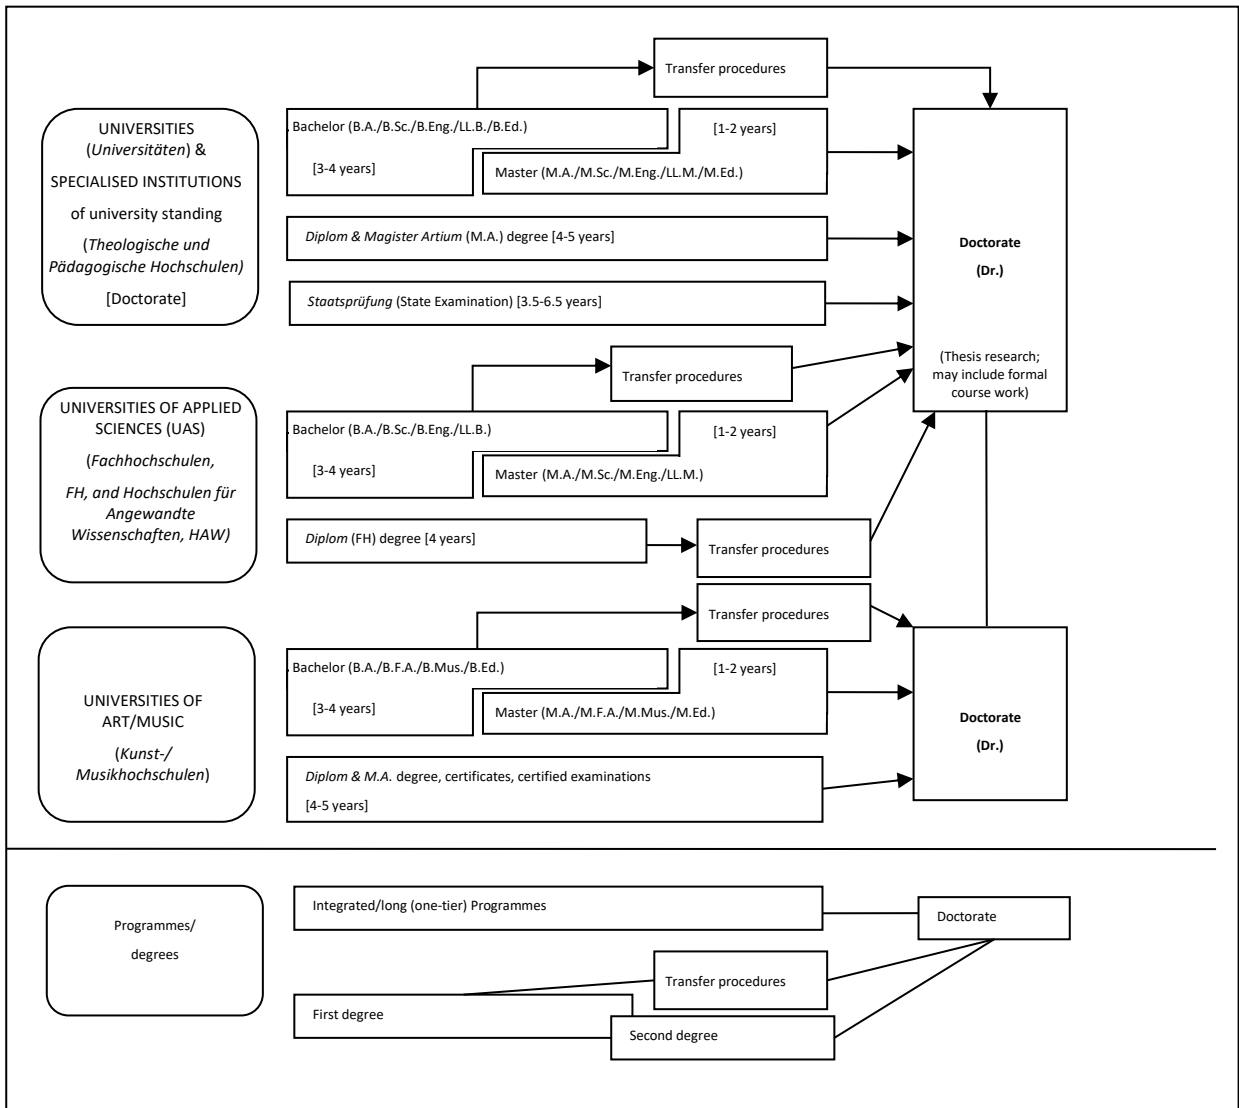 Transfer procedures
UNIVERSITIES
(Universitäten) &
SPECIALISED INSTITUTIONS
of university standing
(Theologische und
Pädagogische Hochschulen)
[Doctorate]
Bachelor (B.A./B.Sc./B.Eng./LL.B./B.Ed.)
[3-4 years]
[1-2 years]
Master (M.A./M.Sc./M.Eng./LL.M./M.Ed.)
Diplom & Magister Artium (M.A.) degree [4-5 years]
Staatsprüfung (State Examination) [3.5-6.5 years]
Doctorate
(Dr.)
(Thesis research;
may include formal
course work)
Transfer procedures
UNIVERSITIES OF APPLIED
SCIENCES (UAS)
(Fachhochschulen,
FH, and Hochschulen für
Angewandte
Wissenschaften, HAW)
Bachelor (B.A./B.Sc./B.Eng./LL.B.)
[3-4 years]
[1-2 years]
Master (M.A./M.Sc./M.Eng./LL.M.)
Diplom (FH) degree [4 years]
Transfer procedures
Transfer procedures
UNIVERSITIES OF
ART/MUSIC
(Kunst-/
Musikhochschulen)
Bachelor (B.A./B.F.A./B.Mus./B.Ed.)
[3-4 years]
[1-2 years]
Master (M.A./M.F.A./M.Mus./M.Ed.)
Diplom & M.A. degree, certificates, certified examinations
[4-5 years]
Doctorate
(Dr.)
Programmes/
degrees
Integrated/long (one-tier) Programmes
Doctorate
Transfer procedures
First degree
Second degree